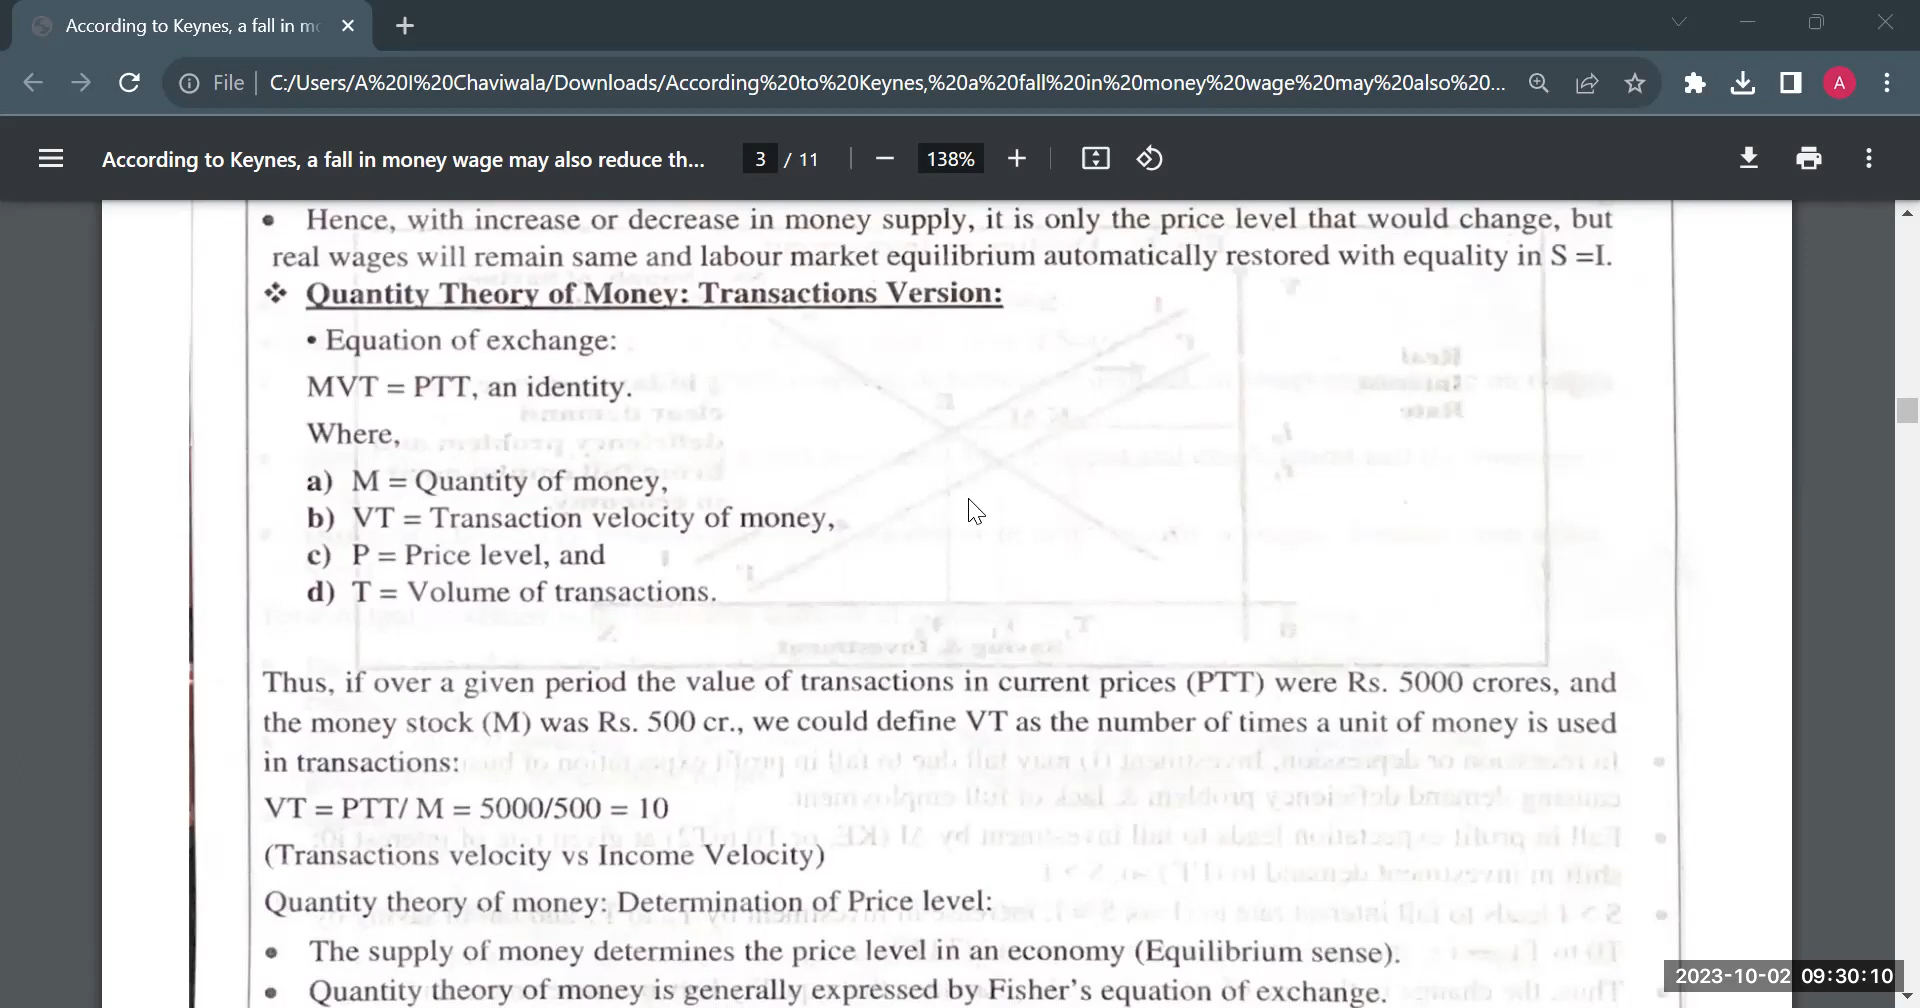 According to Keynes, a fall in mo
File
C:/Users/A%20I%20Chaviwala/Downloads/According%20to%20Keynes,%20a%20fall%20in%20money%20wage%20may%20also%20...
A
According to Keynes, a fall in money wage may also reduce th...
3 / 11
138%
• Hence, with increase or decrease in money supply, it is only the price level that would change, but
real wages will remain same and labour market equilibrium automatically restored with equality in S =I.
❖ Quantity Theory of Money: Transactions Version:
• Equation of exchange:
MVT = PTT, an identity.
Where,
a) M = Quantity of money,
b) VT = Transaction velocity of money,
c) P = Price level, and
d) T = Volume of transactions.
Thus, if over a given period the value of transactions in current prices (PTT) were Rs. 5000 crores, and
the money stock (M) was Rs. 500 cr., we could define VT as the number of times a unit of money is used
in transactions:
VT = PTT/ M = 5000/500 = 10
(Transactions velocity vs Income Velocity)
Quantity theory of money: Determination of Price level:
• The supply of money determines the price level in an economy (Equilibrium sense).
• Quantity theory of money is generally expressed by Fisher's equation of exchange.
2023-10-02 09:30:10